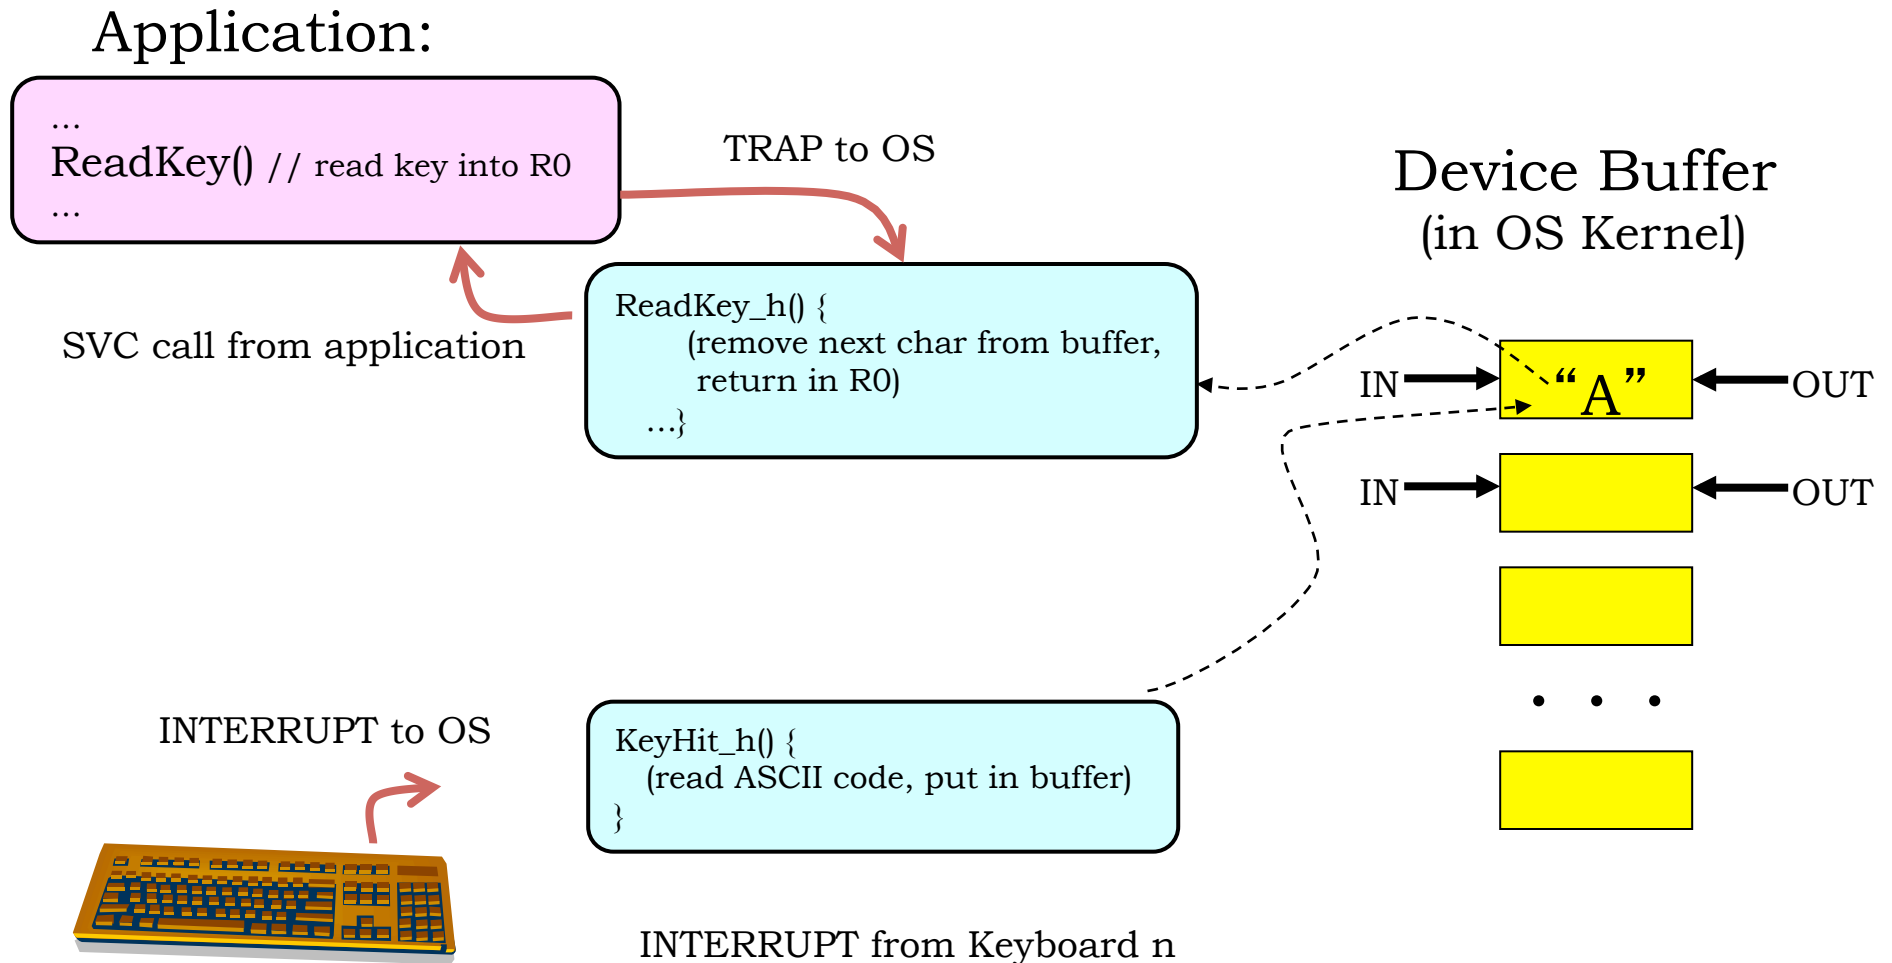 Application:
...
ReadKey() // read key into R0
...
TRAP to OS
SVC call from application
ReadKey_h() {
(remove next char from buffer,
return in R0)
...}
Device Buffer
(in OS Kernel)
IN “A” OUT
IN OUT
. . .
INTERRUPT to OS
KeyHit_h() {
(read ASCII code, put in buffer)
}
INTERRUPT from Keyboard n